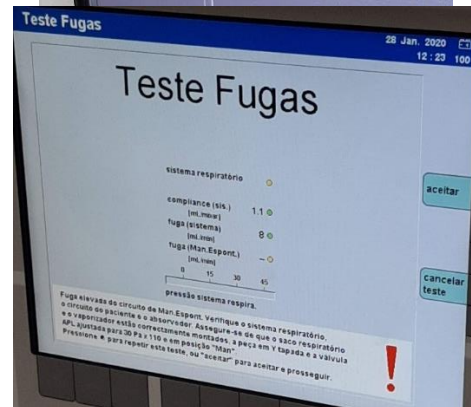 Teste Fugas
28 Jan. 2020
12 : 23 100
Teste Fugas
sistema respiratório
compliance (sis.) 1.1
[mL/mbar]
fuga (sistema) 8
[mL/min]
fuga (Man.Espont.) –
[mL/min]
0 15 30 45
pressão sistema respira.
aceitar
cancelar
teste
Fuga elevada do circuito de Man.Espont. Verifique o sistema respiratório,
o circuito do paciente e o absorvedor. Assegure-se de que o saco respiratório
e o vaporizador estão correctamente montados, a peça em Y tapada e a válvula
APL ajustada para 30 Pa x 110 e em posição "Man".
Pressione * para repetir este teste, ou "aceitar" para aceitar e prosseguir.
!